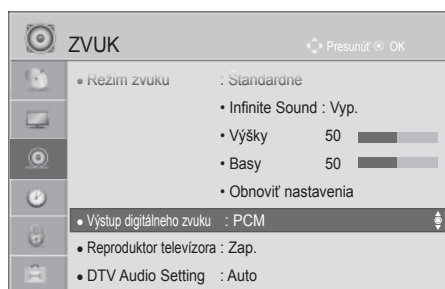 ZVUK Presunúť OK
• Režim zvuku : Štandardné
• Infinite Sound : Vyp.
• Výšky 50
• Basy 50
• Obnoviť nastavenia
• Výstup digitálneho zvuku : PCM
• Reproduktor televízora : Zap.
• DTV Audio Setting : Auto